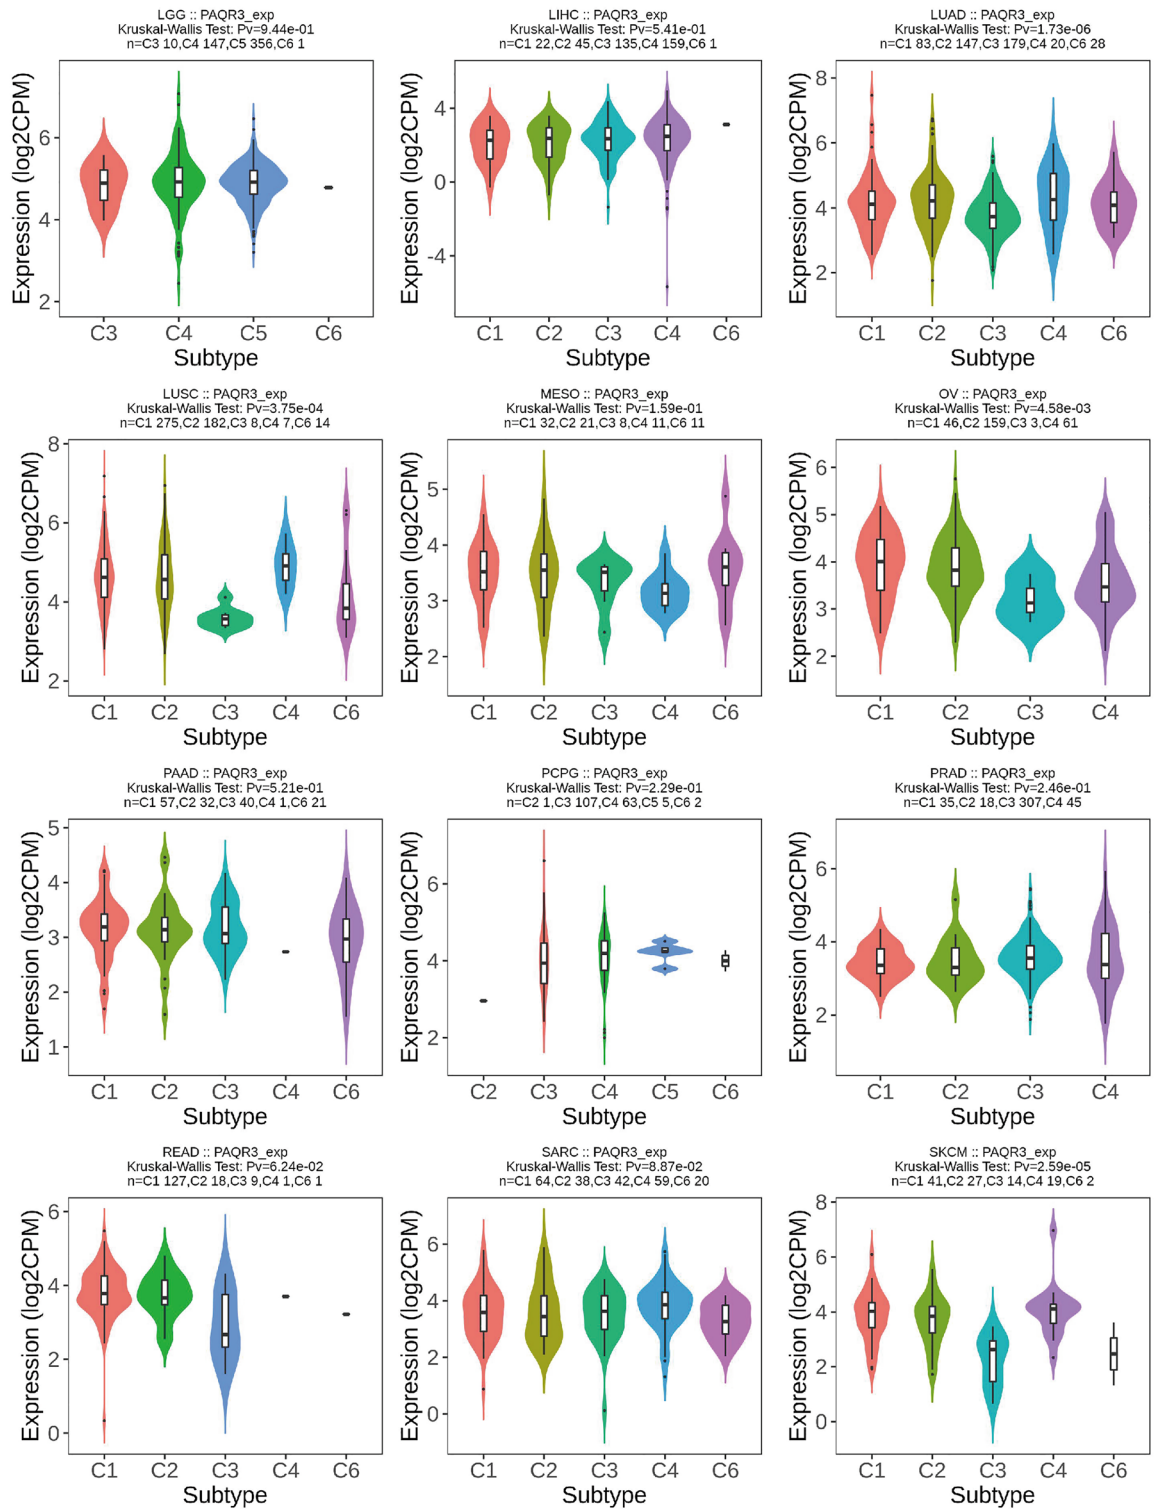 LGG :: PAQR3_exp
Kruskal-Wallis Test: Pv=9.44e-01
n=C3 10,C4 147,C5 356,C6 1
Expression (log2CPM)
6
4
2
C3 C4 C5 C6
Subtype
LIHC :: PAQR3_exp
Kruskal-Wallis Test: Pv=5.41e-01
n=C1 22,C2 45,C3 135,C4 159,C6 1
Expression (log2CPM)
4
0
-4
C1 C2 C3 C4 C6
Subtype
LUAD :: PAQR3_exp
Kruskal-Wallis Test: Pv=1.73e-06
n=C1 83,C2 147,C3 179,C4 20,C6 28
Expression (log2CPM)
8
6
4
2
C1 C2 C3 C4 C6
Subtype
LUSC :: PAQR3_exp
Kruskal-Wallis Test: Pv=3.75e-04
n=C1 275,C2 182,C3 8,C4 7,C6 14
Expression (log2CPM)
8
6
4
2
C1 C2 C3 C4 C6
Subtype
MESO :: PAQR3_exp
Kruskal-Wallis Test: Pv=1.59e-01
n=C1 32,C2 21,C3 8,C4 11,C6 11
Expression (log2CPM)
5
4
3
2
C1 C2 C3 C4 C6
Subtype
OV :: PAQR3_exp
Kruskal-Wallis Test: Pv=4.58e-03
n=C1 46,C2 159,C3 3,C4 61
Expression (log2CPM)
6
5
4
3
2
C1 C2 C3 C4
Subtype
PAAD :: PAQR3_exp
Kruskal-Wallis Test: Pv=5.21e-01
n=C1 57,C2 32,C3 40,C4 1,C6 21
Expression (log2CPM)
5
4
3
2
1
C1 C2 C3 C4 C6
Subtype
PCPG :: PAQR3_exp
Kruskal-Wallis Test: Pv=2.29e-01
n=C2 1,C3 107,C4 63,C5 5,C6 2
Expression (log2CPM)
6
4
2
C2 C3 C4 C5 C6
Subtype
PRAD :: PAQR3_exp
Kruskal-Wallis Test: Pv=2.46e-01
n=C1 35,C2 18,C3 307,C4 45
Expression (log2CPM)
6
4
2
C1 C2 C3 C4
Subtype
READ :: PAQR3_exp
Kruskal-Wallis Test: Pv=6.24e-02
n=C1 127,C2 18,C3 9,C4 1,C6 1
Expression (log2CPM)
6
4
2
0
C1 C2 C3 C4 C6
Subtype
SARC :: PAQR3_exp
Kruskal-Wallis Test: Pv=8.87e-02
n=C1 64,C2 38,C3 42,C4 59,C6 20
Expression (log2CPM)
6
4
2
0
C1 C2 C3 C4 C6
Subtype
SKCM :: PAQR3_exp
Kruskal-Wallis Test: Pv=2.59e-05
n=C1 41,C2 27,C3 14,C4 19,C6 2
Expression (log2CPM)
8
6
4
2
0
C1 C2 C3 C4 C6
Subtype